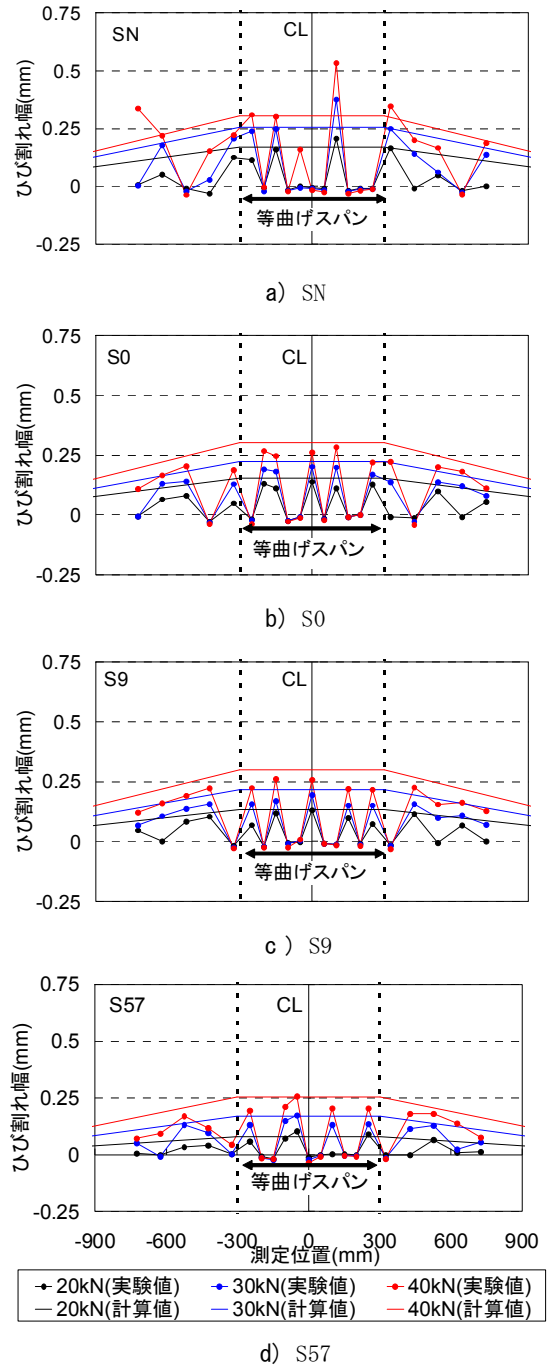 SN
CL
ひび割れ幅(mm)
0.75
0.5
0.25
0
-0.25
等曲げスパン
a) SN
S0
CL
ひび割れ幅(mm)
0.75
0.5
0.25
0
-0.25
等曲げスパン
b) S0
S9
CL
ひび割れ幅(mm)
0.75
0.5
0.25
0
-0.25
等曲げスパン
c ) S9
S57
CL
ひび割れ幅(mm)
0.75
0.5
0.25
0
-0.25
等曲げスパン
-900 -600 -300 0 300 600 900
測定位置(mm)
20kN(実験値) 30kN(実験値) 40kN(実験値)
20kN(計算値) 30kN(計算値) 40kN(計算値)
d) S57